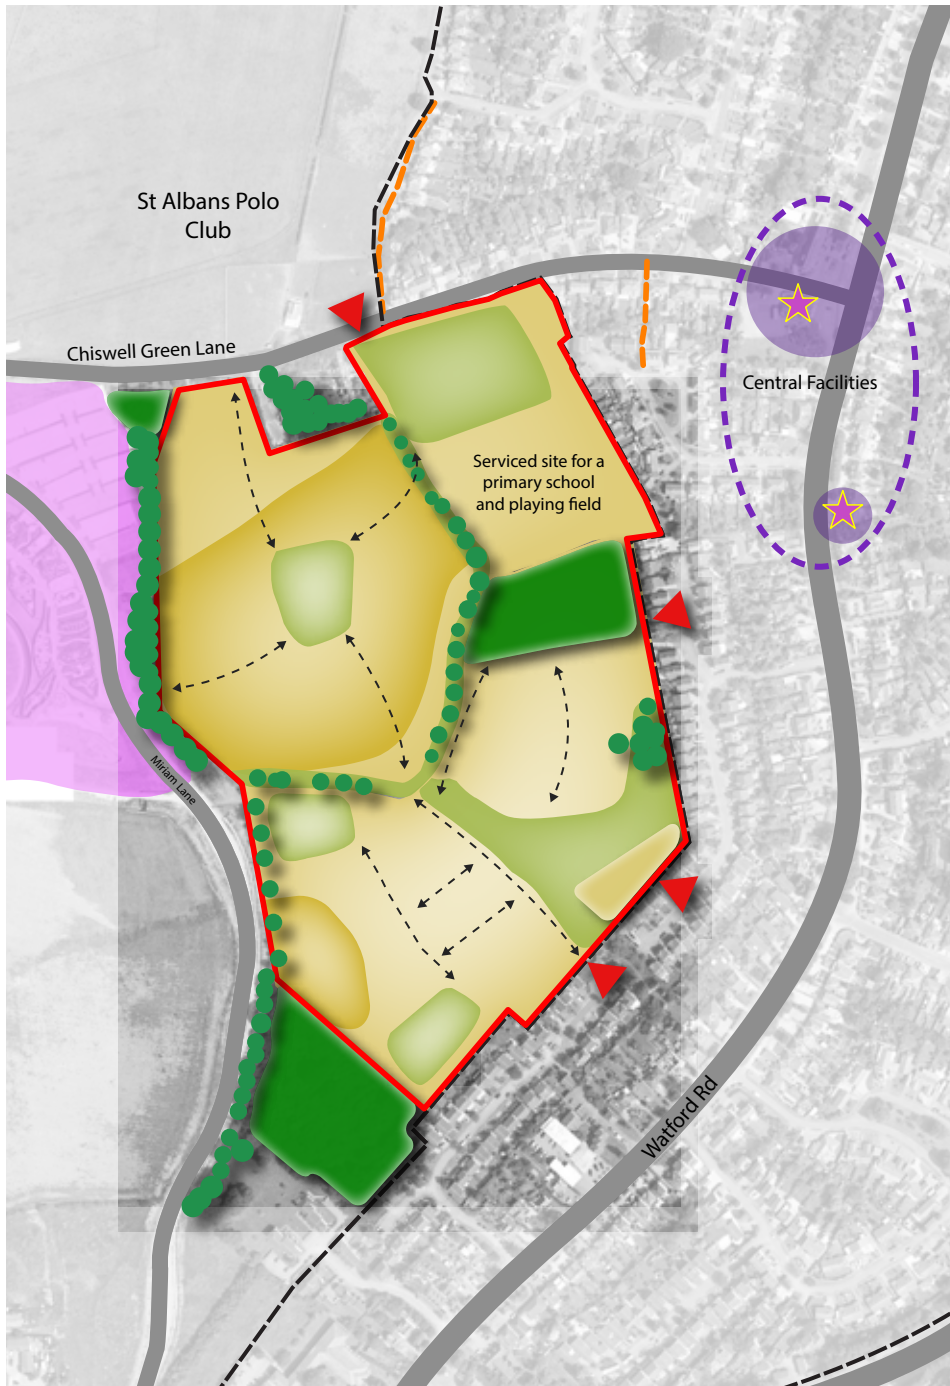 St Albans Polo
Club
Chiswell Green Lane
Central Facilities
Serviced site for a
primary school
and playing field
Miriam Lane
Watford Rd